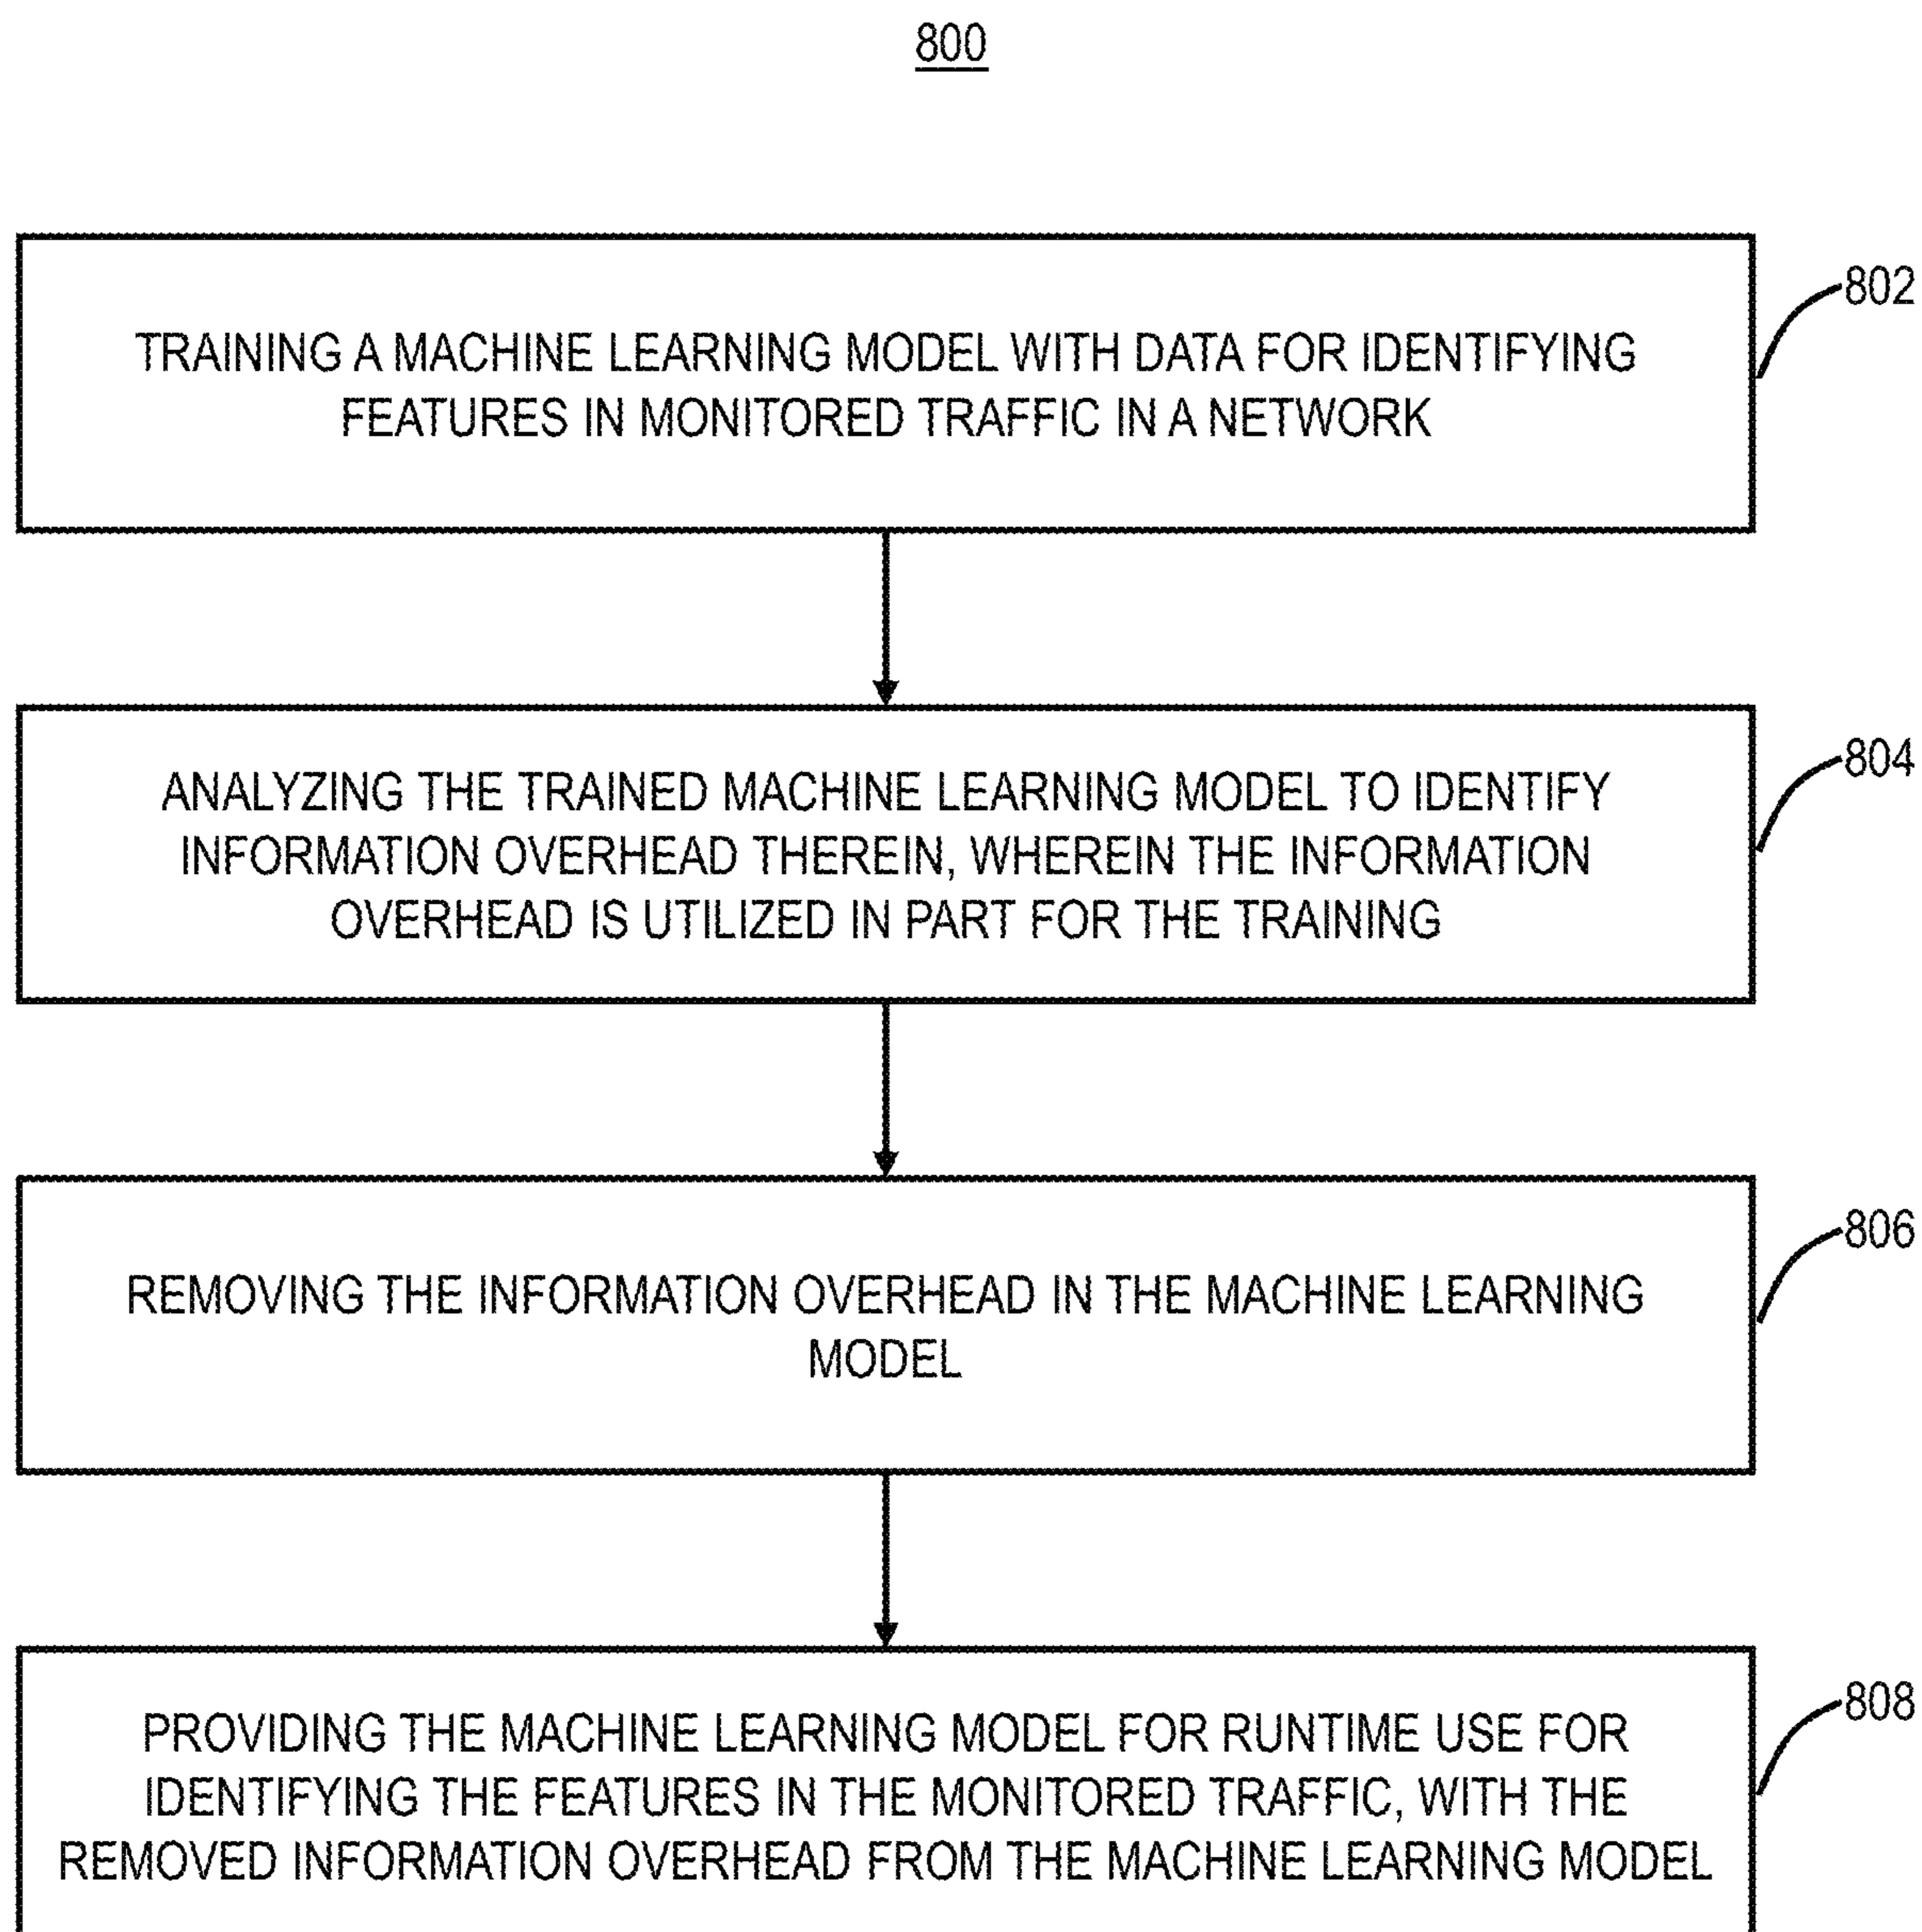 800
802
TRAINING A MACHINE LEARNING MODEL WITH DATA FOR IDENTIFYING
FEATURES IN MONITORED TRAFFIC IN A NETWORK
804
ANALYZING THE TRAINED MACHINE LEARNING MODEL TO IDENTIFY
INFORMATION OVERHEAD THEREIN, WHEREIN THE INFORMATION
OVERHEAD IS UTILIZED IN PART FOR THE TRAINING
806
REMOVING THE INFORMATION OVERHEAD IN THE MACHINE LEARNING
MODEL
808
PROVIDING THE MACHINE LEARNING MODEL FOR RUNTIME USE FOR
IDENTIFYING THE FEATURES IN THE MONITORED TRAFFIC, WITH THE
REMOVED INFORMATION OVERHEAD FROM THE MACHINE LEARNING MODEL